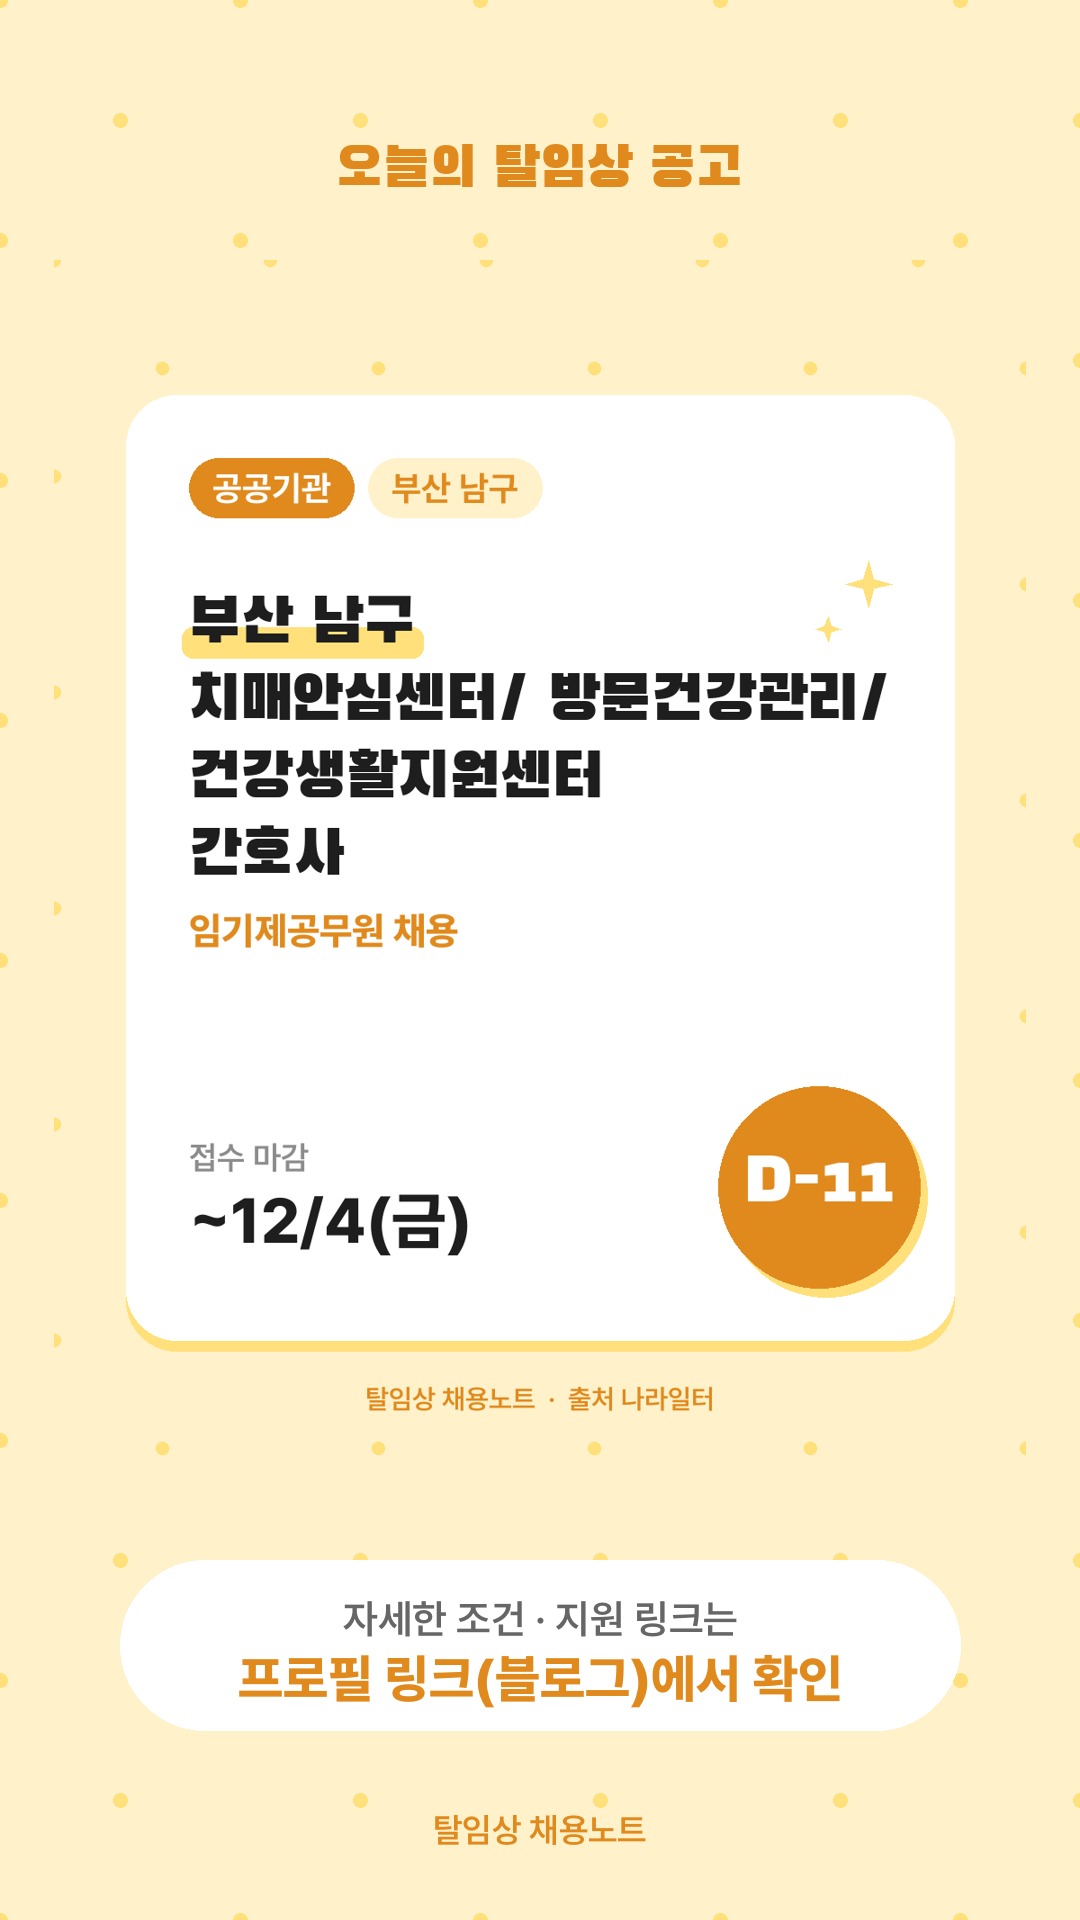 오늘의 탈임상 공고
공공기관
부산 남구
부산 남구
치매안심센터/ 방문건강관리/
건강생활지원센터
간호사
임기제공무원 채용
접수 마감
~12/4(금)
D-11
탈임상 채용노트 · 출처 나라일터
자세한 조건 · 지원 링크는
프로필 링크(블로그)에서 확인
탈임상 채용노트